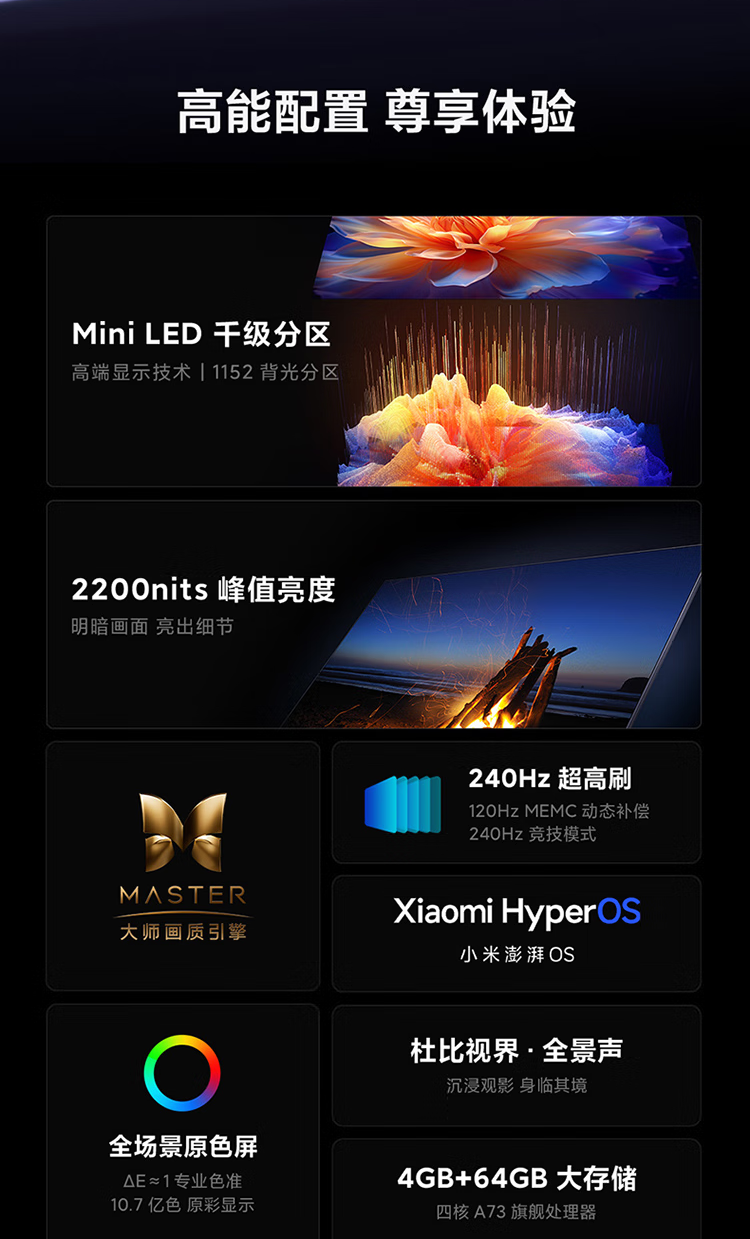 高能配置 尊享体验
Mini LED 千级分区
高端显示技术 | 1152 背光分区
2200nits 峰值亮度
明暗画面 亮出细节
MASTER
大师画质引擎
240Hz 超高刷
120Hz MEMC 动态补偿
240Hz 竞技模式
Xiaomi HyperOS
小米澎湃OS
全场景原色屏
ΔE≈1 专业色准
10.7 亿色 原彩显示
杜比视界 · 全景声
沉浸观影 身临其境
4GB+64GB 大存储
四核 A73 旗舰处理器